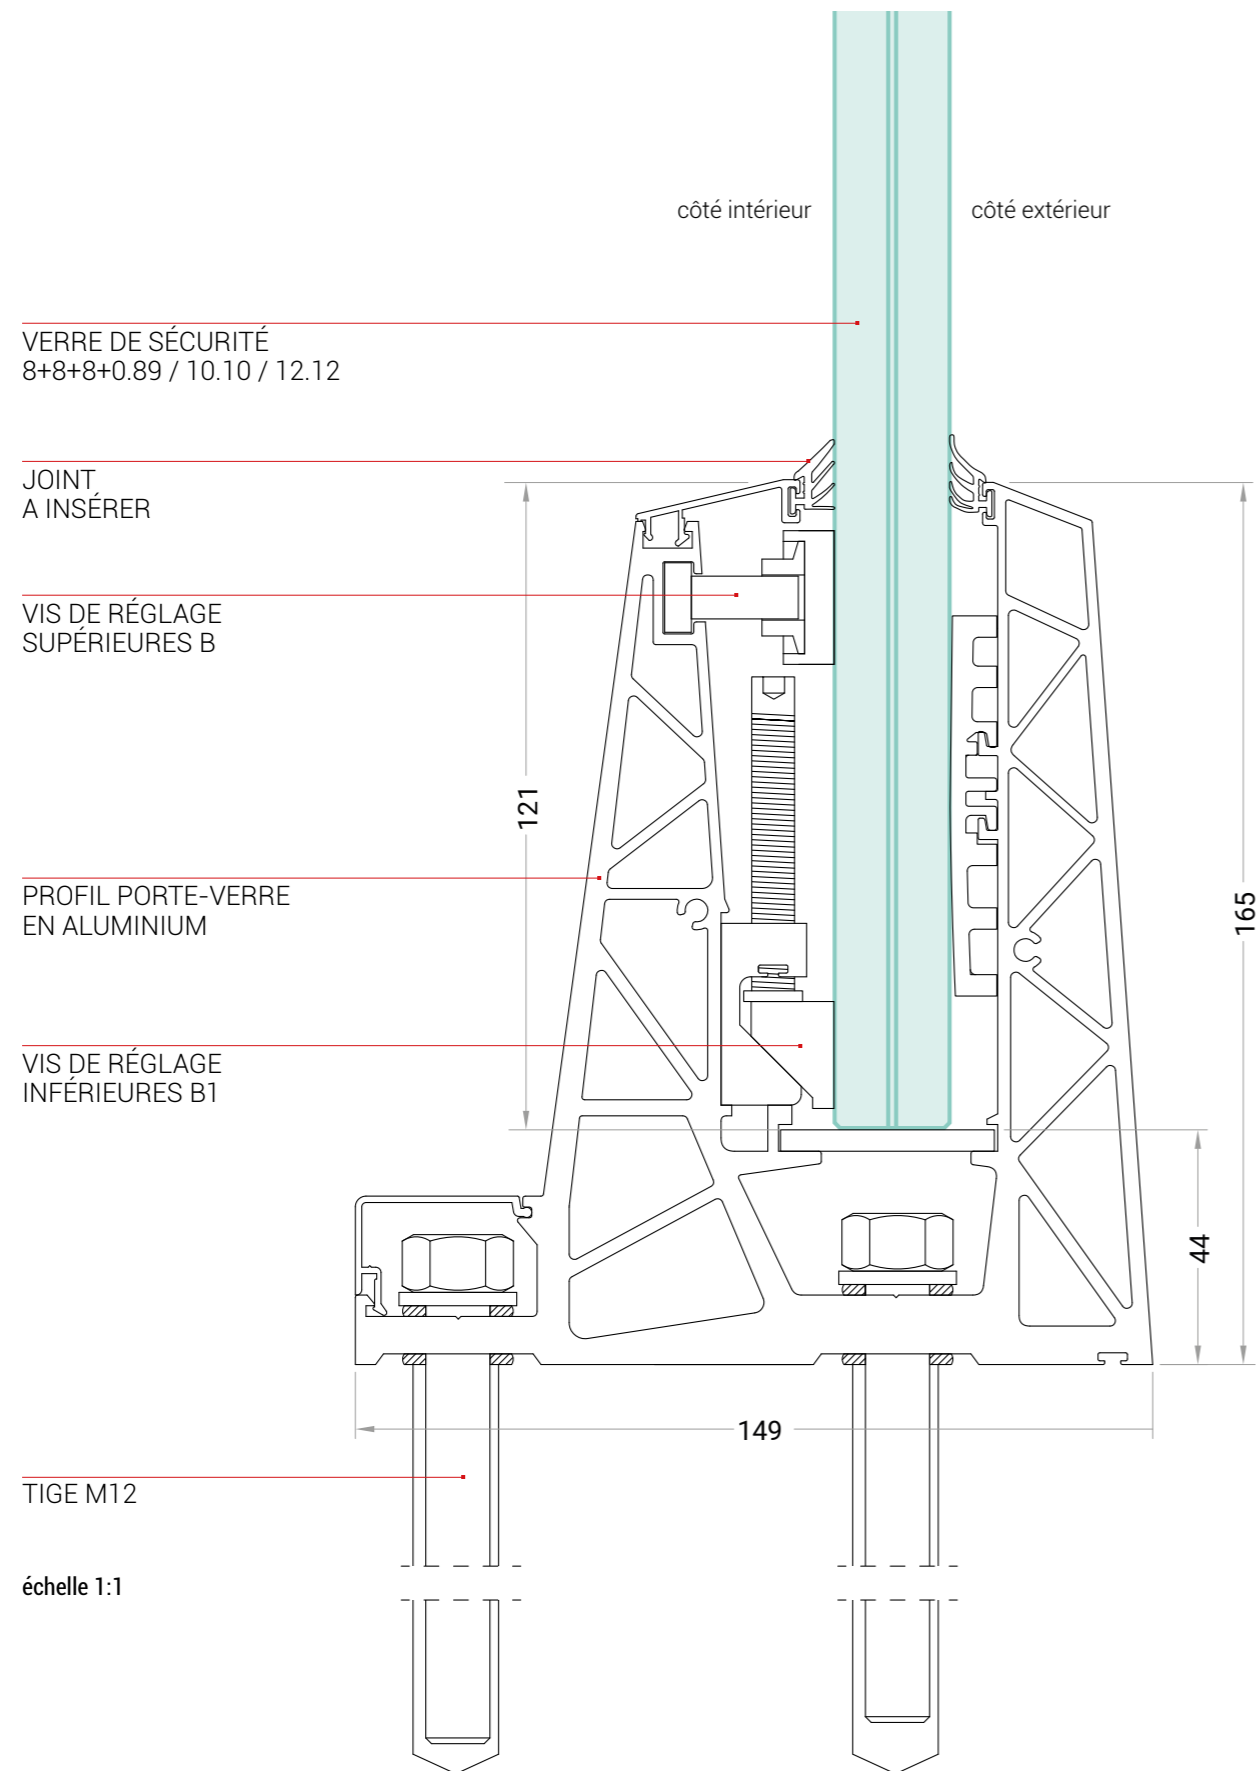 côté intérieur
côté extérieur
VERRE DE SÉCURITÉ
8+8+8+0.89 / 10.10 / 12.12
JOINT
A INSÉRER
VIS DE RÉGLAGE
SUPÉRIEURES B
121
PROFIL PORTE-VERRE
EN ALUMINIUM
165
VIS DE RÉGLAGE
INFÉRIEURES B1
44
149
TIGE M12
échelle 1:1